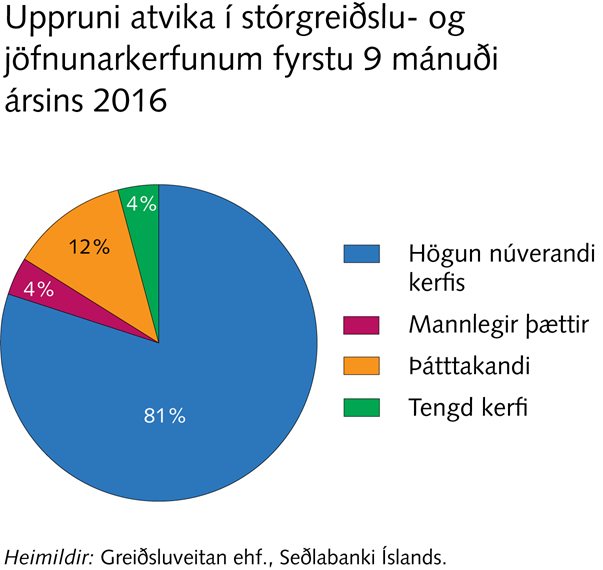 Uppruni atvika í stórgreiðslu- og
jöfnunarkerfunum fyrstu 9 mánuði
ársins 2016
4%
12%
4%
81%
Högun núverandi
kerfis
Mannlegir þættir
Þátttakandi
Tengd kerfi
Heimildir: Greiðsluveitan ehf., Seðlabanki Íslands.